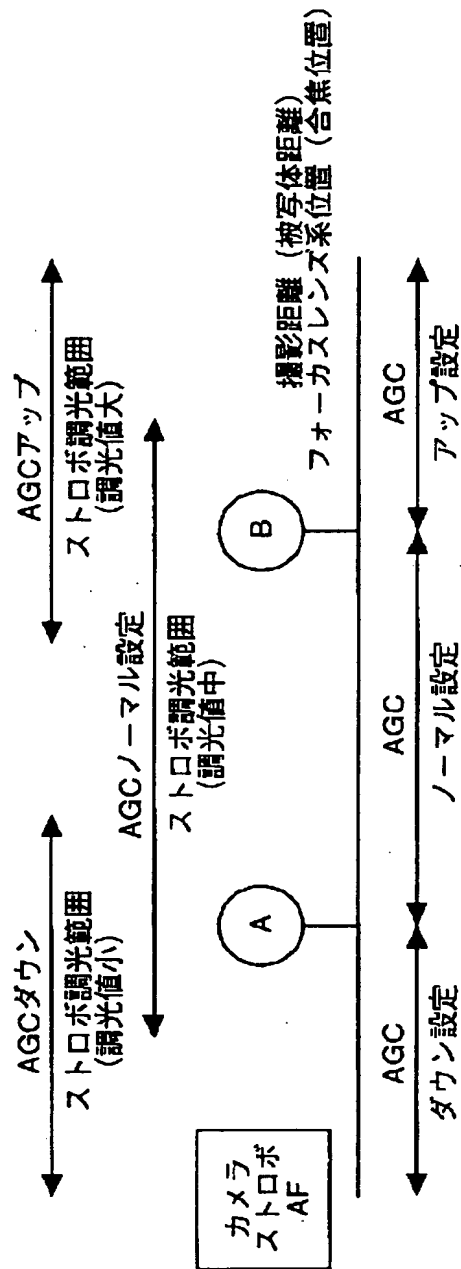 AGCダウン
ストロボ調光範囲
(調光値小)
AGCアップ
ストロボ調光範囲
(調光値大)
AGCノーマル設定
ストロボ調光範囲
(調光値中)
カメラ
ストロボ
AF
A
B
撮影距離(被写体距離)
フォーカスレンズ系位置(合焦位置)
AGC
ダウン設定
AGC
ノーマル設定
AGC
アップ設定